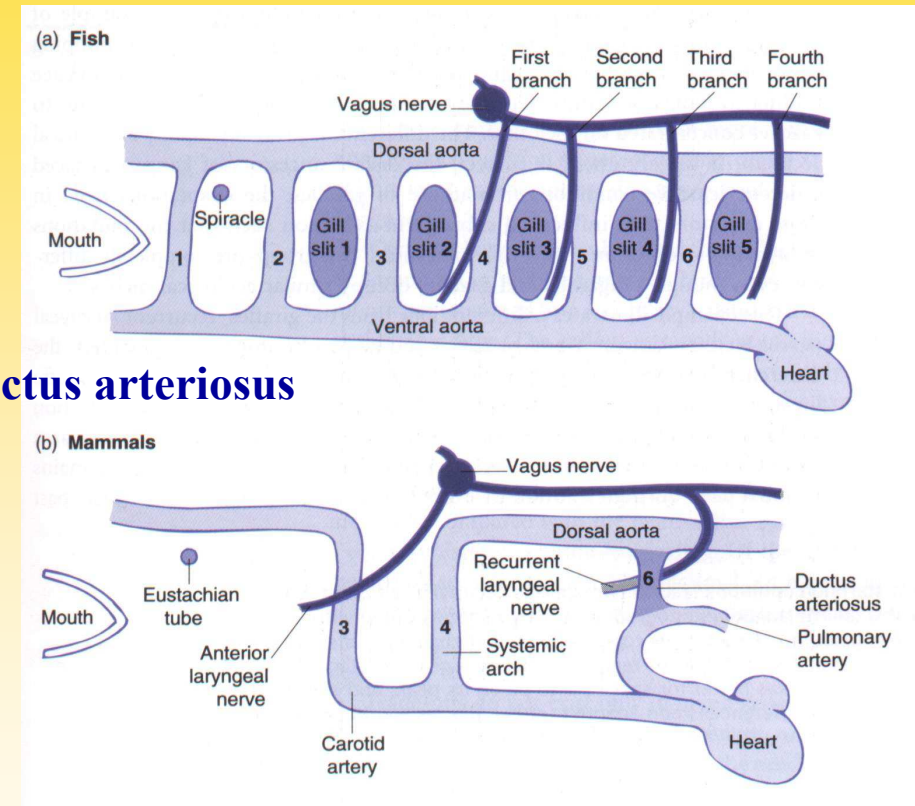 (a) Fish
First branch
Second branch
Third branch
Fourth branch
Vagus nerve
Dorsal aorta
Mouth
Spiracle
Gill slit 1
Gill slit 2
Gill slit 3
Gill slit 4
Gill slit 5
1
2
3
4
5
6
Ventral aorta
Heart
ctus arteriosus
(b) Mammals
Vagus nerve
Dorsal aorta
Recurrent laryngeal nerve
6
Ductus arteriosus
Pulmonary artery
Eustachian tube
Mouth
3
4
Anterior laryngeal nerve
Systemic arch
Carotid artery
Heart